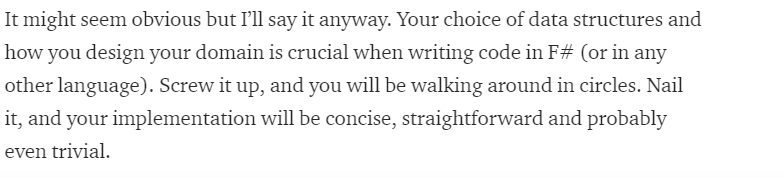 It might seem obvious but I’ll say it anyway. Your choice of data structures and
how you design your domain is crucial when writing code in F# (or in any
other language). Screw it up, and you will be walking around in circles. Nail
it, and your implementation will be concise, straightforward and probably
even trivial.